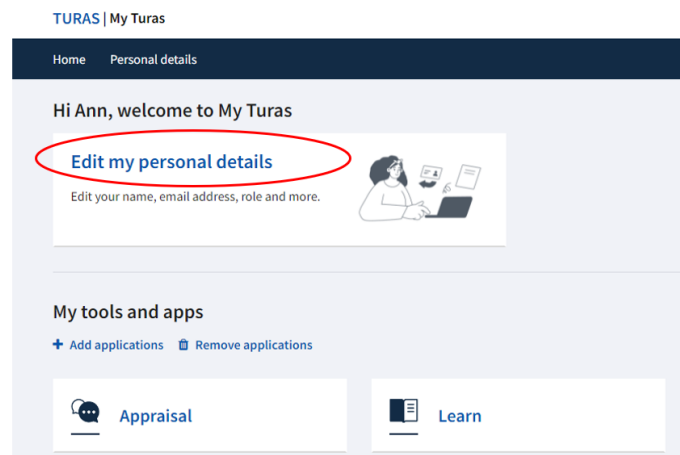 TURAS | My Turas
Home Personal details
Hi Ann, welcome to My Turas
Edit my personal details
Edit your name, email address, role and more.
My tools and apps
Add applications Remove applications
Appraisal Learn